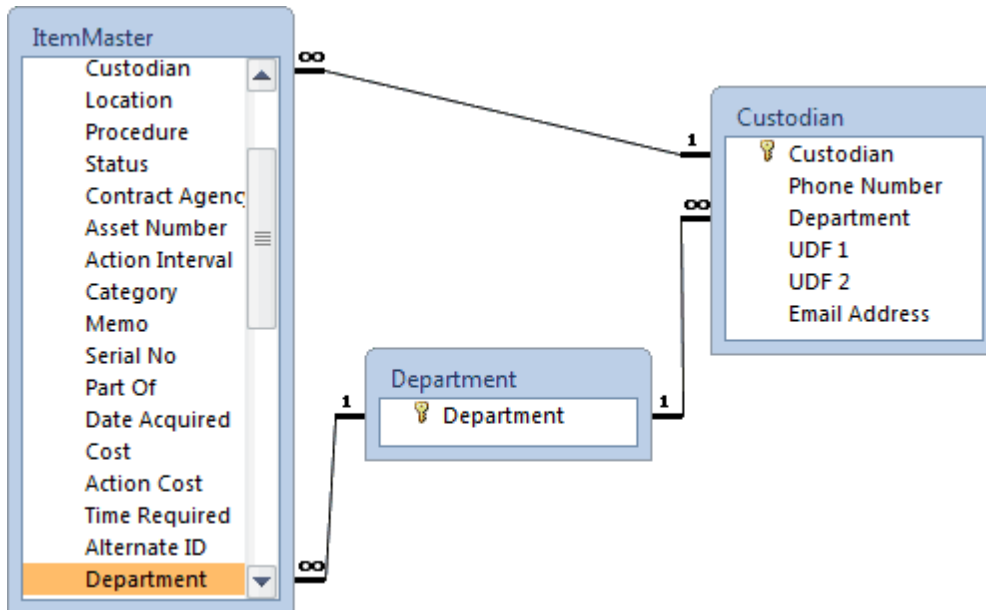 ItemMaster
Custodian
Location
Procedure
Status
Contract Agenc
Asset Number
Action Interval
Category
Memo
Serial No
Part Of
Date Acquired
Cost
Action Cost
Time Required
Alternate ID
Department
∞
1
∞
1
1
∞
Department
Department
Custodian
Custodian
Phone Number
Department
UDF 1
UDF 2
Email Address